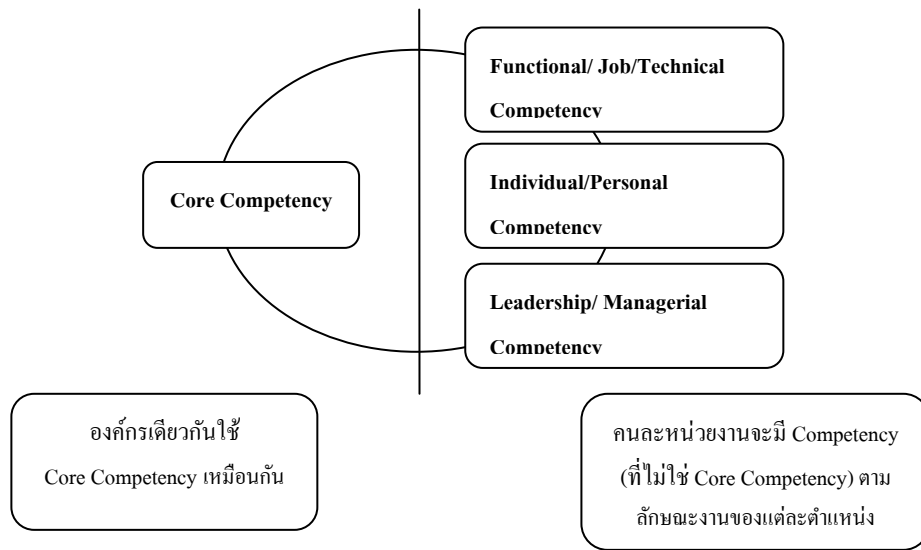 Functional/ Job/Technical
Competency
Core Competency
Individual/Personal
Competency
Leadership/ Managerial
Competency
องค์กรเดียวกันใช้
Core Competency เหมือนกัน
คนละหน่วยงานจะมี Competency
(ที่ไม่ใช่ Core Competency) ตาม
ลักษณะงานของแต่ละตำแหน่ง